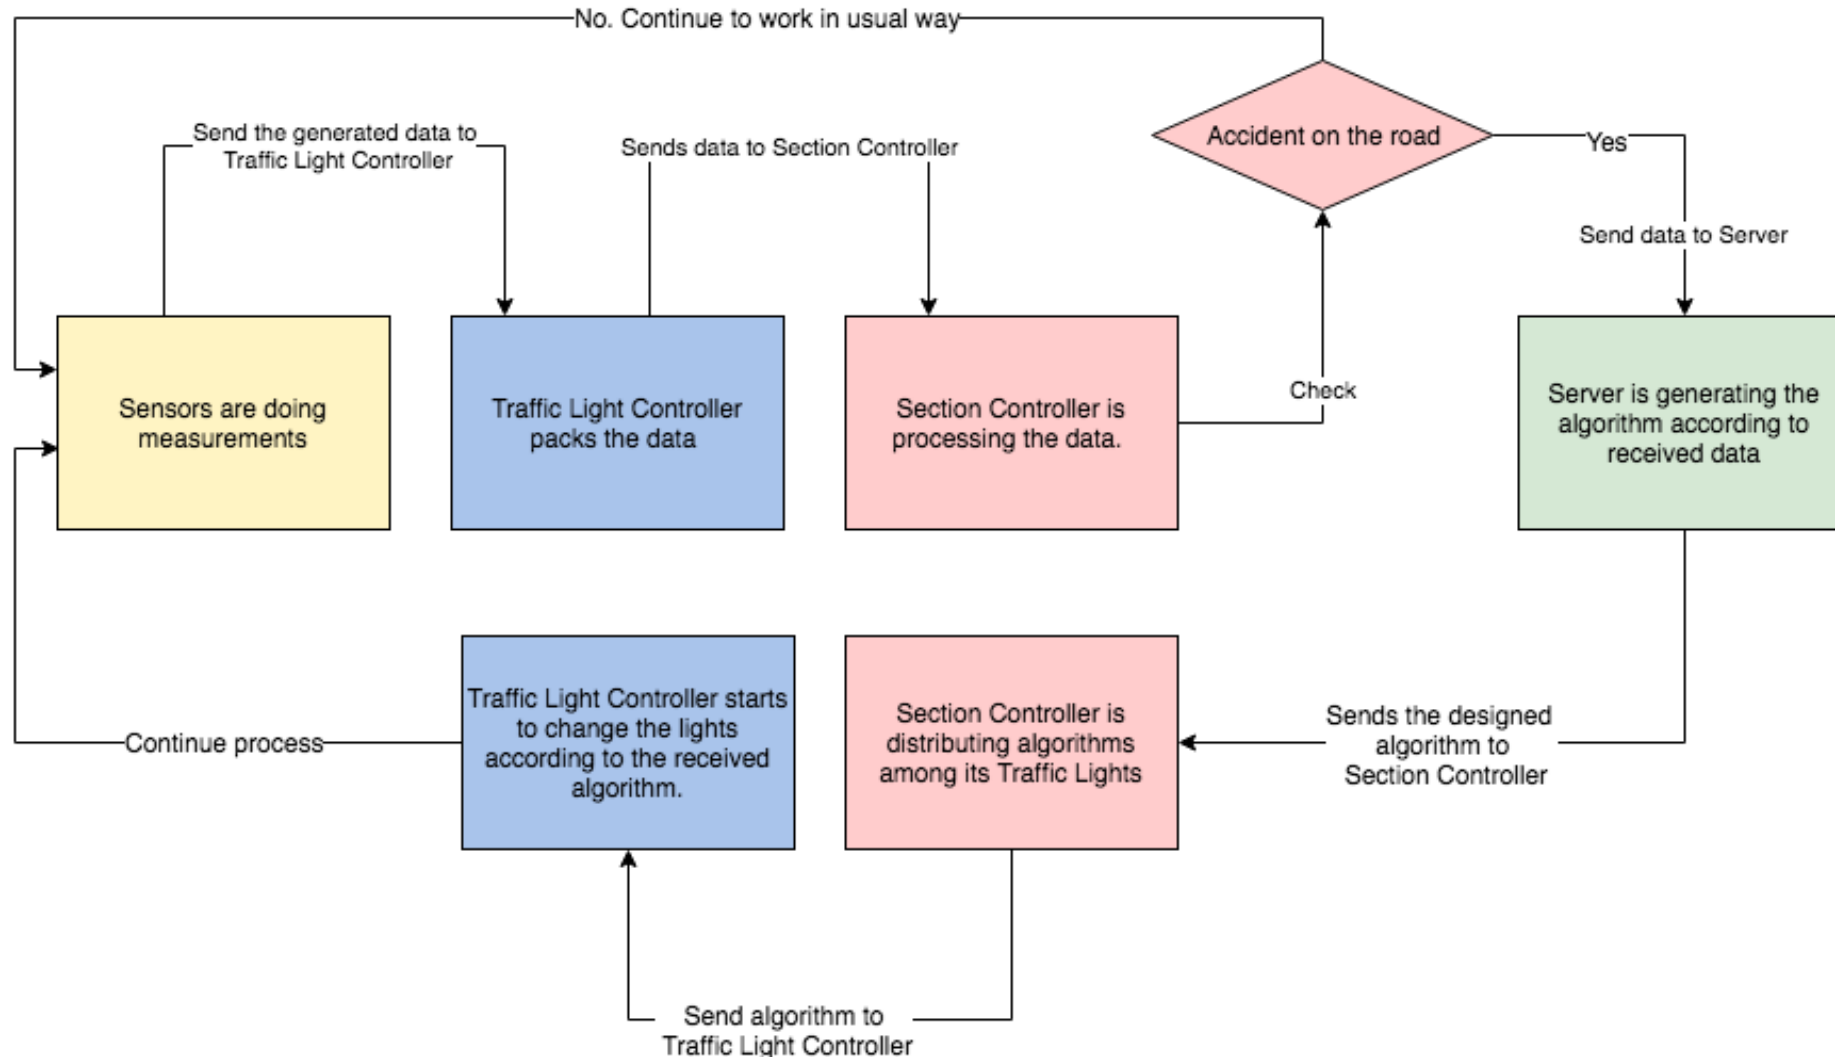 No. Continue to work in usual way
Send the generated data to
Traffic Light Controller
Sends data to Section Controller
Accident on the road
Yes
Send data to Server
Sensors are doing
measurements
Traffic Light Controller
packs the data
Section Controller is
processing the data.
Check
Server is generating the
algorithm according to
received data
Traffic Light Controller starts
to change the lights
according to the received
algorithm.
Section Controller is
distributing algorithms
among its Traffic Lights
Sends the designed
algorithm to
Section Controller
Continue process
Send algorithm to
Traffic Light Controller